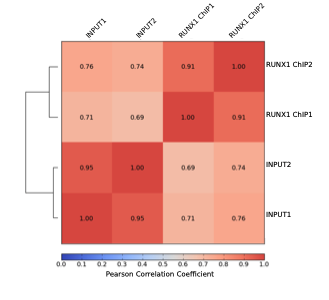 INPUT1 INPUT2 RUNX1 ChIP1 RUNX1 ChIP2
0.76 0.74 0.91 1.00 RUNX1 ChIP2
0.71 0.69 1.00 0.91 RUNX1 ChIP1
0.95 1.00 0.69 0.74 INPUT2
1.00 0.95 0.71 0.76 INPUT1
0.0 0.1 0.2 0.3 0.4 0.5 0.6 0.7 0.8 0.9 1.0
Pearson Correlation Coefficient